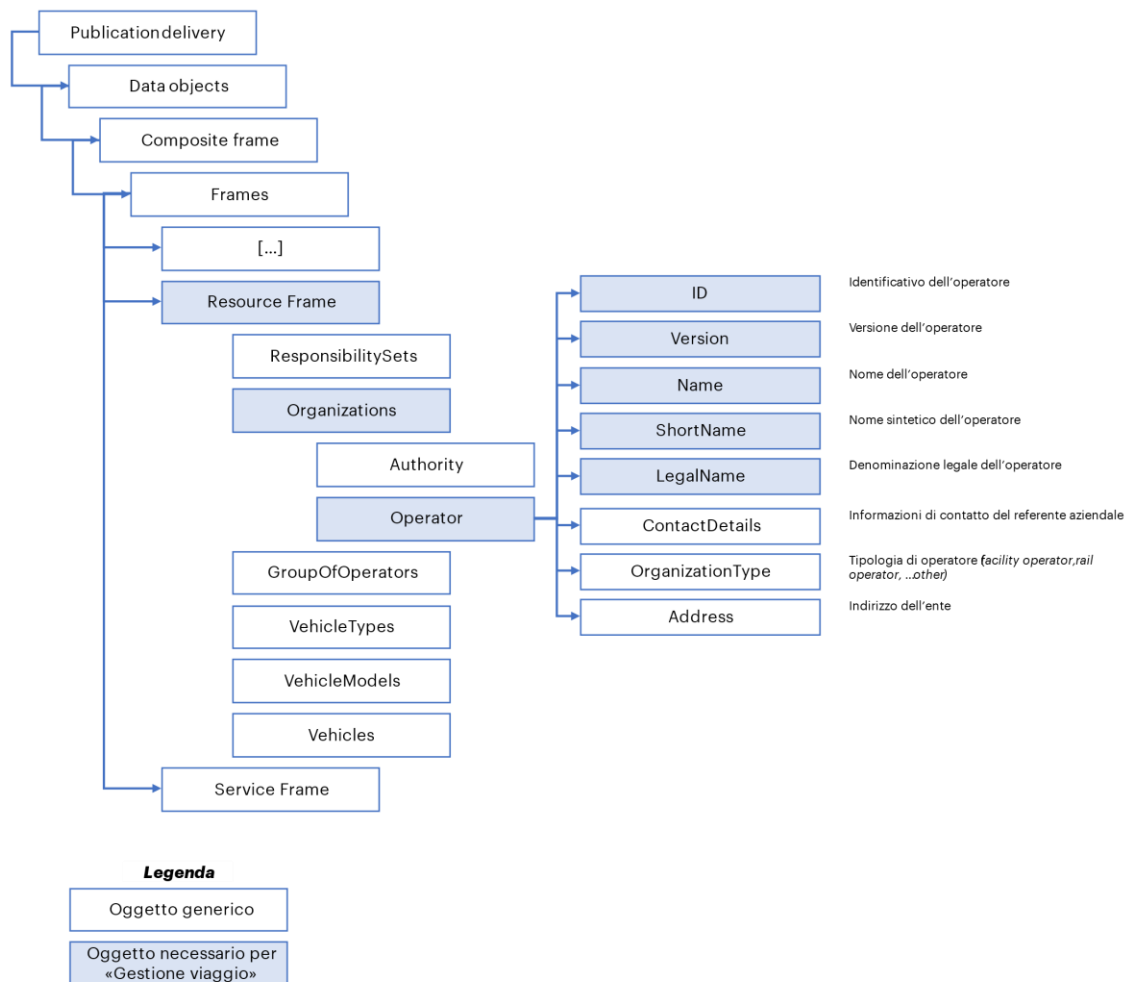 Publication delivery
Data objects
Composite frame
Frames
[...]
Resource Frame
ResponsibilitySets
Organizations
Authority
Operator
GroupOfOperators
VehicleTypes
VehicleModels
Vehicles
Service Frame
ID
Identificativo dell'operatore
Version
Versione dell'operatore
Name
Nome dell'operatore
ShortName
Nome sintetico dell'operatore
LegalName
Denominazione legale dell'operatore
ContactDetails
Informazioni di contatto del referente aziendale
OrganizationType
Tipologia di operatore (facility operator,rail
operator, ...other)
Address
Indirizzo dell'ente
Legenda
Oggetto generico
Oggetto necessario per
«Gestione viaggio»